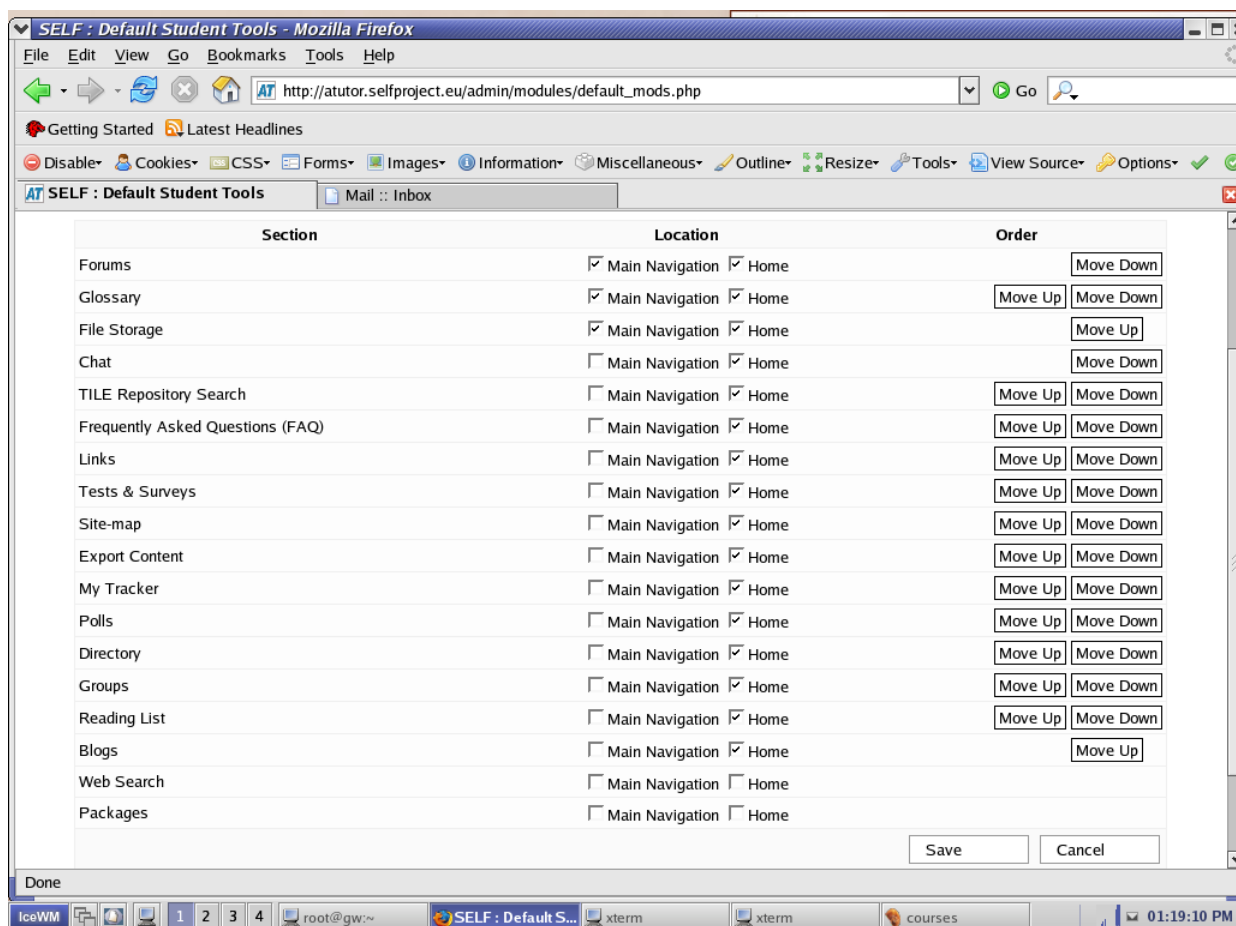 SELF : Default Student Tools - Mozilla Firefox
File Edit View Go Bookmarks Tools Help
AT http://atutor.selfproject.eu/admin/modules/default_mods.php Go
Getting Started Latest Headlines
Disable Cookies CSS Forms Images Information Miscellaneous Outline Resize Tools View Source Options
AT SELF : Default Student Tools Mail :: Inbox
Section Location Order
Forums Main Navigation Home Move Down
Glossary Main Navigation Home Move Up Move Down
File Storage Main Navigation Home Move Up
Chat Main Navigation Home Move Down
TILE Repository Search Main Navigation Home Move Up Move Down
Frequently Asked Questions (FAQ) Main Navigation Home Move Up Move Down
Links Main Navigation Home Move Up Move Down
Tests & Surveys Main Navigation Home Move Up Move Down
Site-map Main Navigation Home Move Up Move Down
Export Content Main Navigation Home Move Up Move Down
My Tracker Main Navigation Home Move Up Move Down
Polls Main Navigation Home Move Up Move Down
Directory Main Navigation Home Move Up Move Down
Groups Main Navigation Home Move Up Move Down
Reading List Main Navigation Home Move Up Move Down
Blogs Main Navigation Home Move Up
Web Search Main Navigation Home
Packages Main Navigation Home
Save Cancel
Done
IceWM 1 2 3 4 root@gw:~ SELF : Default S... xterm xterm courses 01:19:10 PM